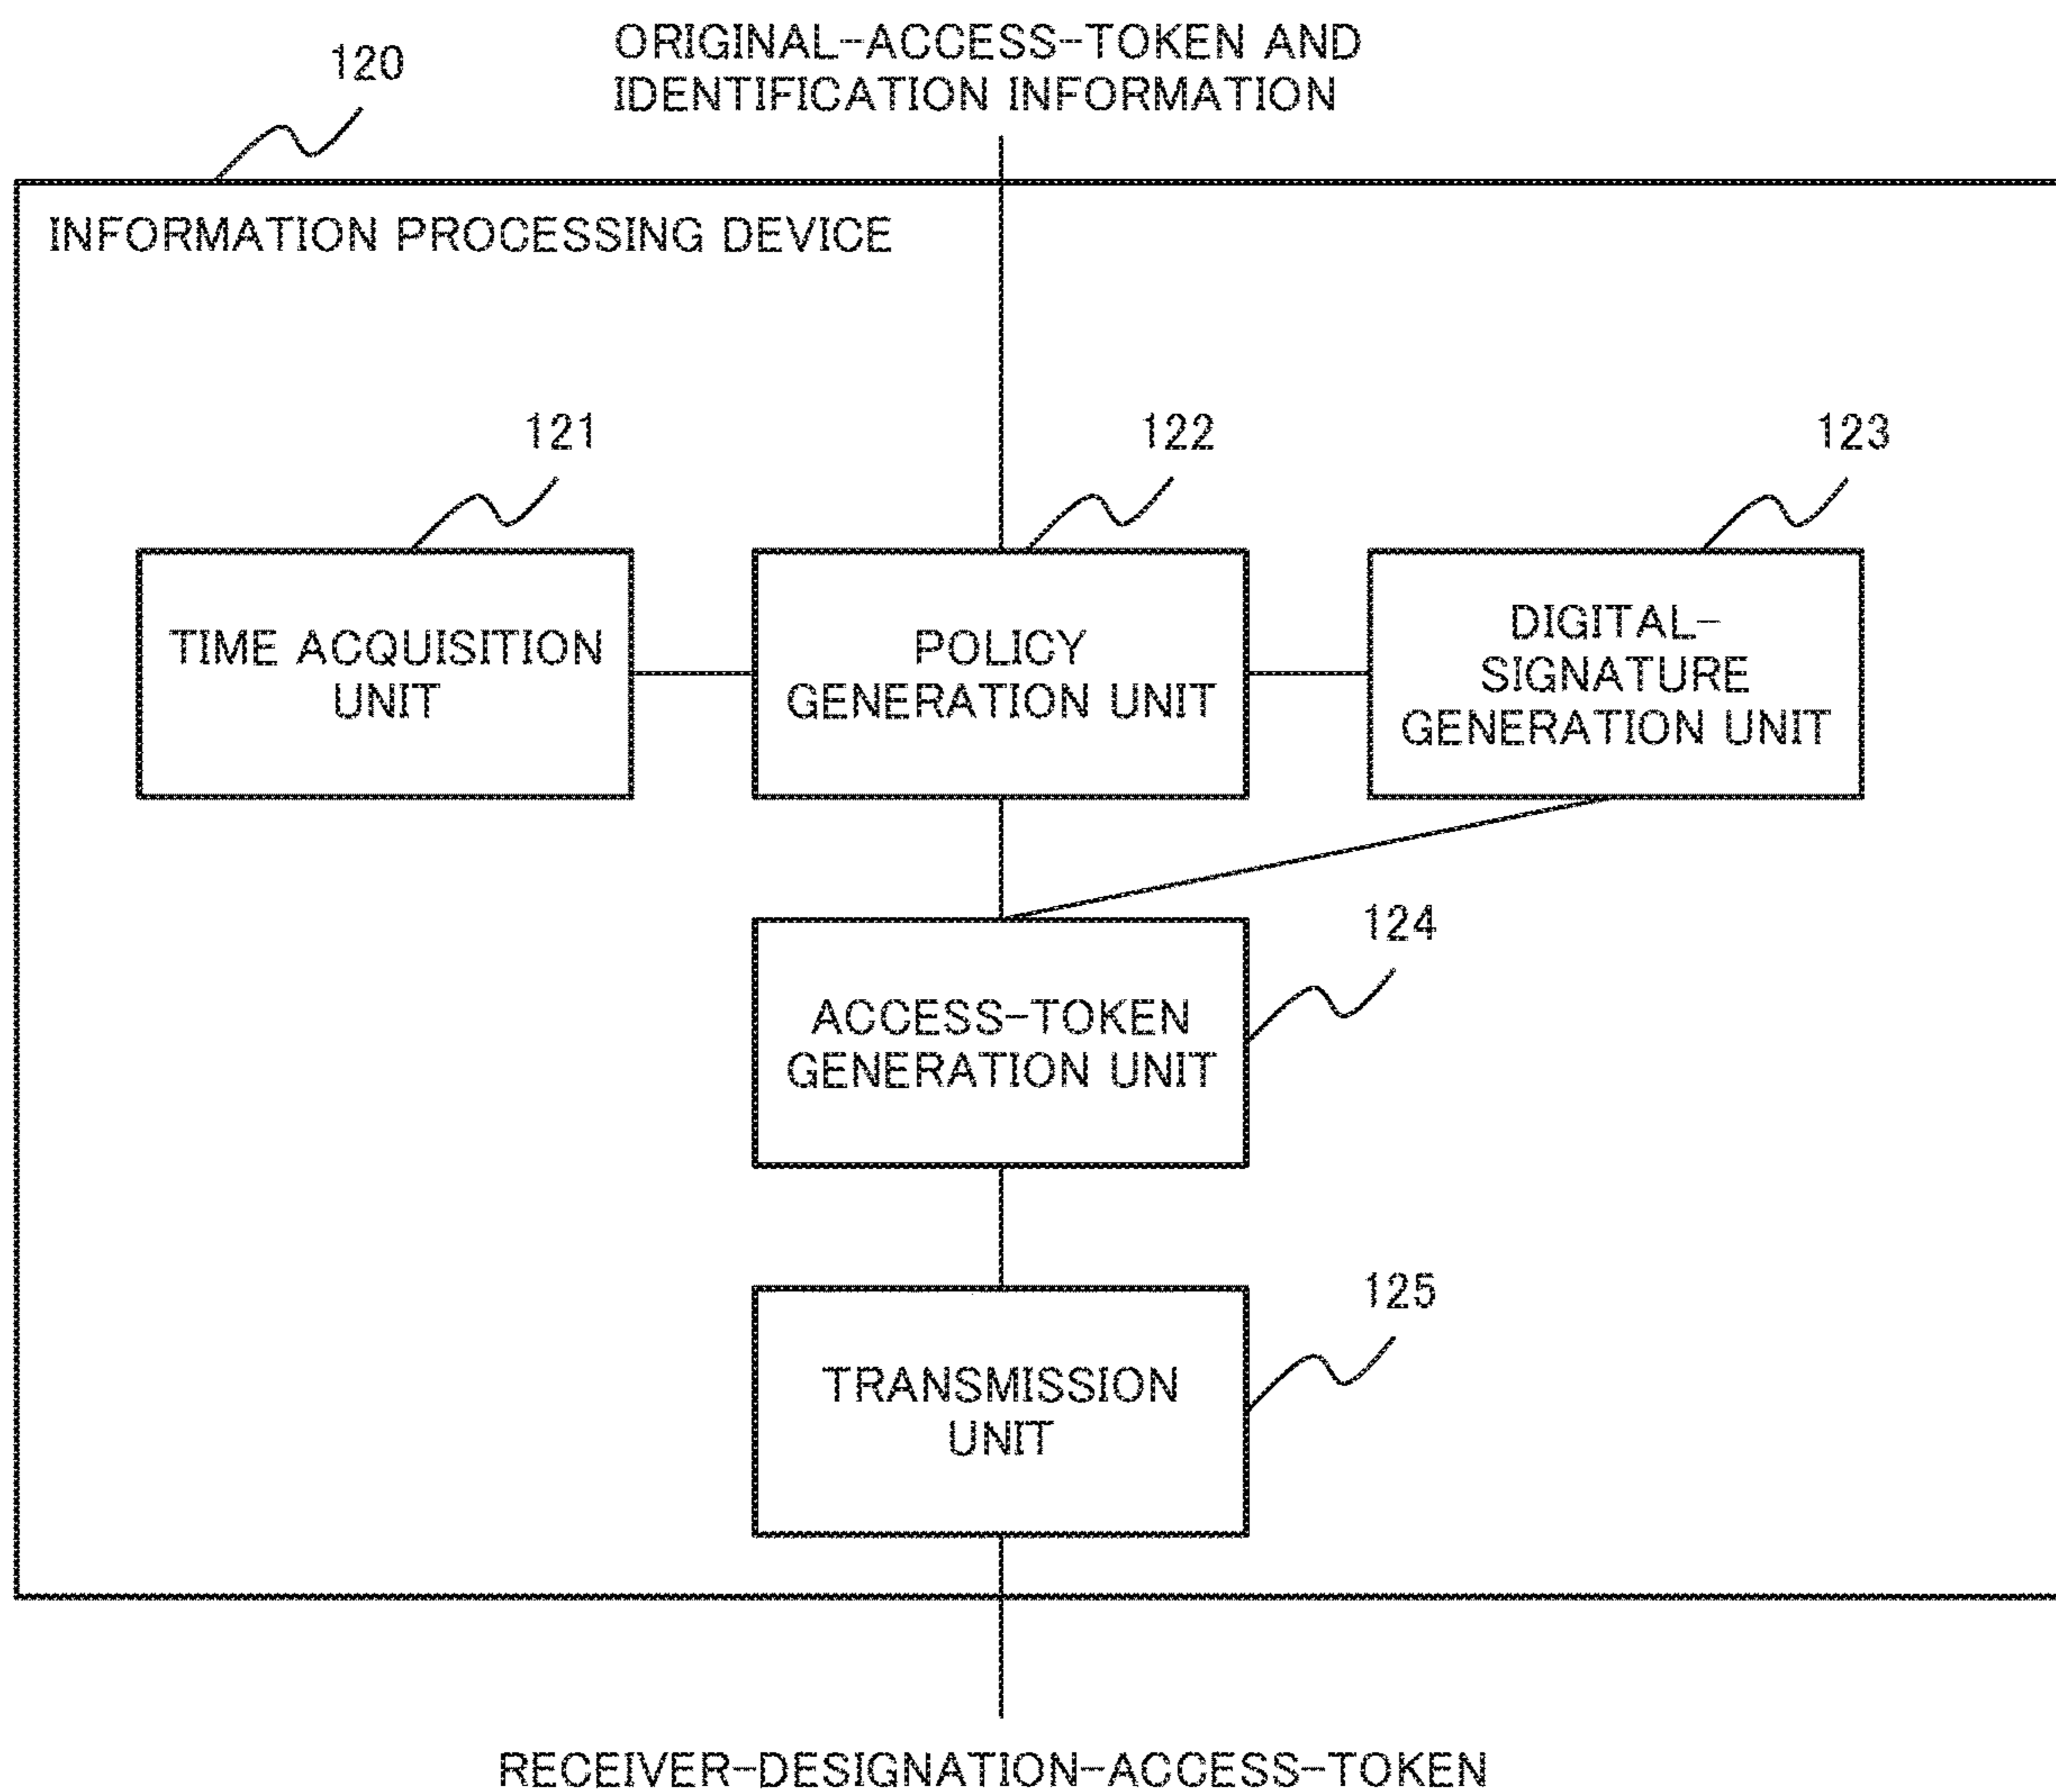 120
ORIGINAL-ACCESS-TOKEN AND
IDENTIFICATION INFORMATION
INFORMATION PROCESSING DEVICE
121
122
123
TIME ACQUISITION
UNIT
POLICY
GENERATION UNIT
DIGITAL-
SIGNATURE
GENERATION UNIT
124
ACCESS-TOKEN
GENERATION UNIT
125
TRANSMISSION
UNIT
RECEIVER-DESIGNATION-ACCESS-TOKEN